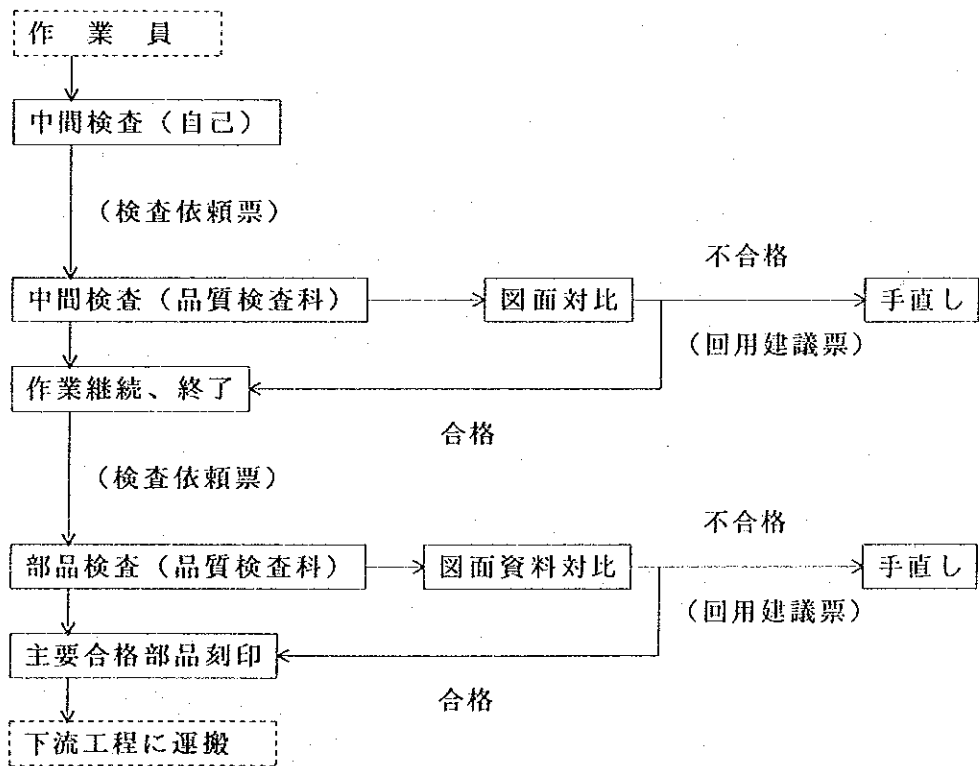 作業員
中間検査（自己）
（検査依頼票）
不合格
中間検査（品質検査科）
図面対比
手直し
（回用建議票）
作業継続、終了
合格
（検査依頼票）
不合格
部品検査（品質検査科）
図面資料対比
手直し
（回用建議票）
主要合格部品刻印
合格
下流工程に運搬